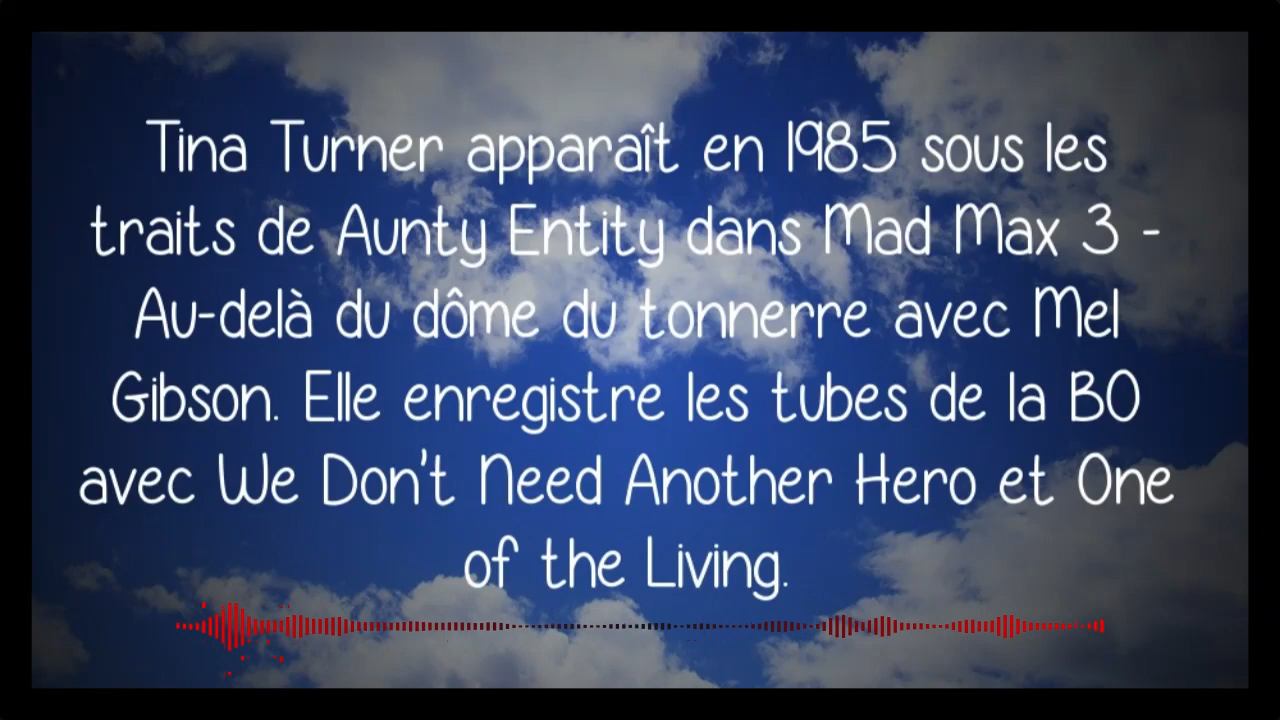 Tina Turner apparaît en 1985 sous les
traits de Aunty Entity dans Mad Max 3 -
Au-delà du dôme du tonnerre avec Mel
Gibson. Elle enregistre les tubes de la BO
avec We Don't Need Another Hero et One
of the Living.